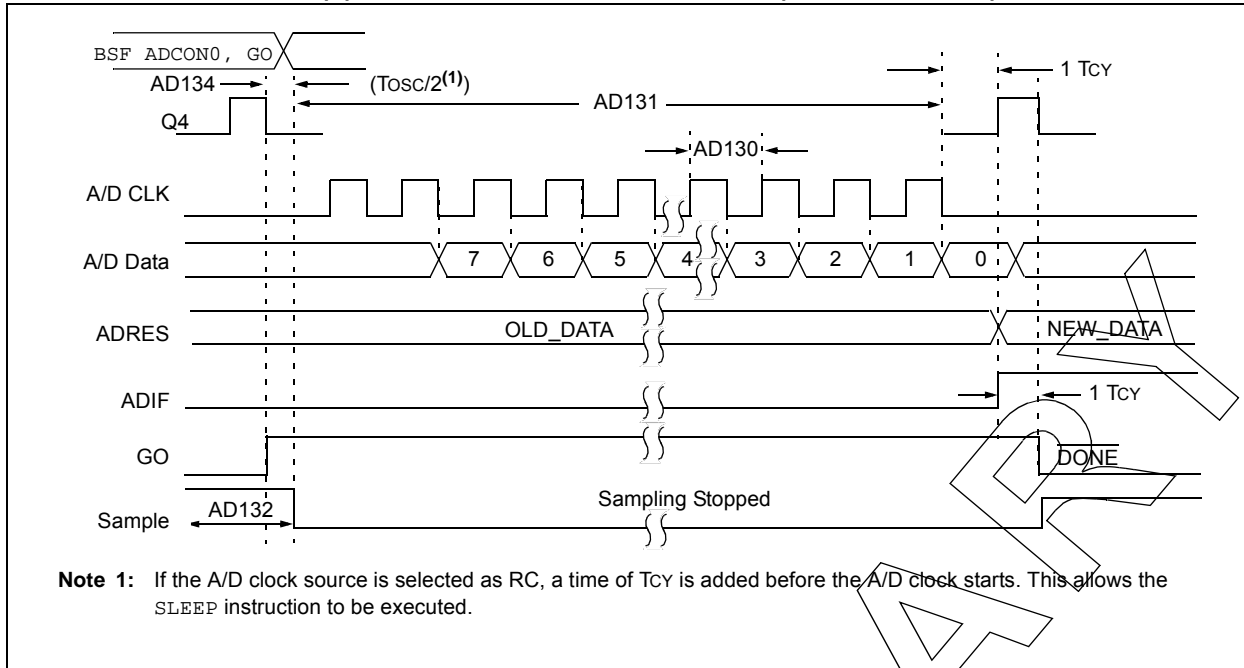 BSF ADCON0, GO
AD134
(TOSC/2(1))
AD131
1 TCY
Q4
AD130
A/D CLK
A/D Data
7 6 5 4 3 2 1 0
ADRES
OLD_DATA
NEW_DATA
ADIF
1 TCY
GO
DONE
Sample
AD132
Sampling Stopped
Note 1: If the A/D clock source is selected as RC, a time of TCY is added before the A/D clock starts. This allows the
SLEEP instruction to be executed.